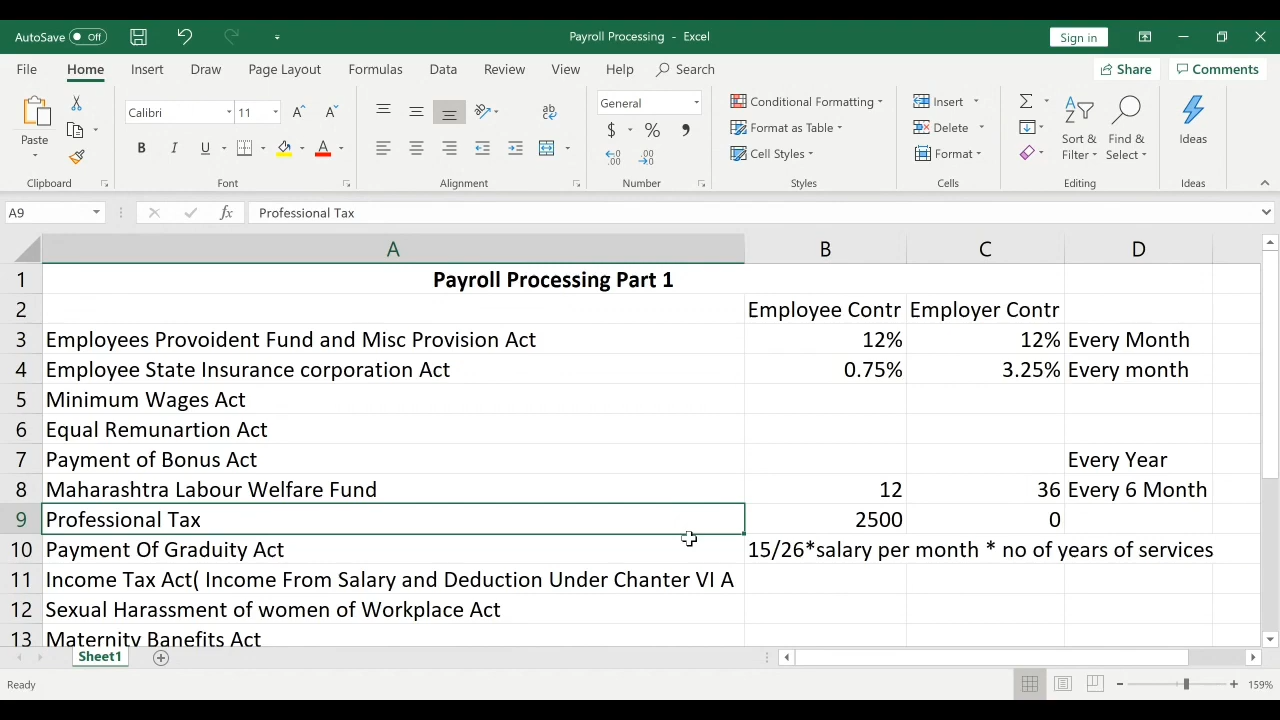 AutoSave Off Payroll Processing - Excel Sign in
File Home Insert Draw Page Layout Formulas Data Review View Help Search Share Comments
Calibri 11 General Conditional Formatting Insert
Paste $ % Format as Table Delete Sort & Find & Ideas
B I U Cell Styles Format Filter Select
Clipboard Font Alignment Number Styles Cells Editing Ideas
A9 fx Professional Tax
A B C D
1 Payroll Processing Part 1
2 Employee Contr Employer Contr
3 Employees Provoident Fund and Misc Provision Act 12% 12% Every Month
4 Employee State Insurance corporation Act 0.75% 3.25% Every month
5 Minimum Wages Act
6 Equal Remunartion Act
7 Payment of Bonus Act Every Year
8 Maharashtra Labour Welfare Fund 12 36 Every 6 Month
9 Professional Tax 2500 0
10 Payment Of Graduity Act 15/26*salary per month * no of years of services
11 Income Tax Act( Income From Salary and Deduction Under Chanter VI A
12 Sexual Harassment of women of Workplace Act
13 Maternity Banefits Act
Sheet1
Ready 159%